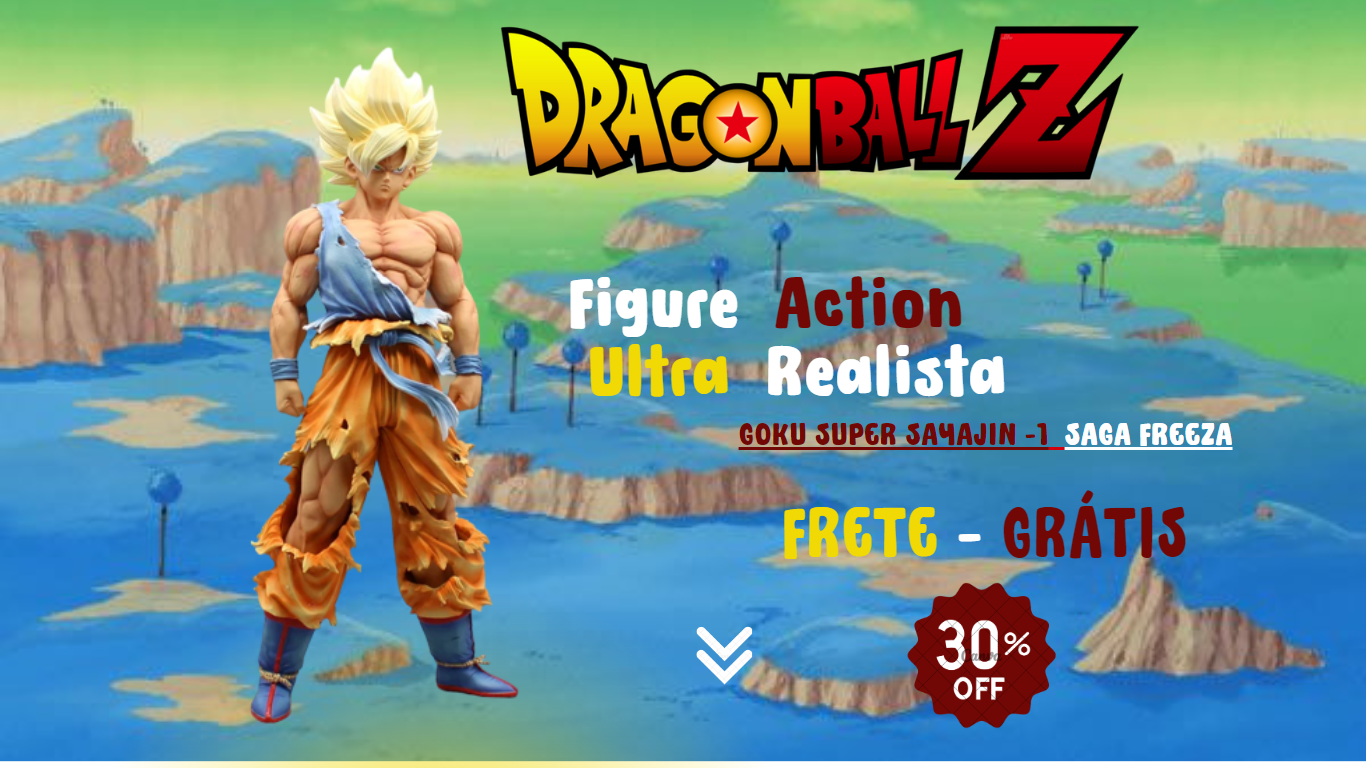 DRAGONBALL Z
Figure Action
Ultra Realista
GOKU SUPER SAYAJIN -1 SAGA FREEZA
FRETE - GRÁTIS
30%
OFF